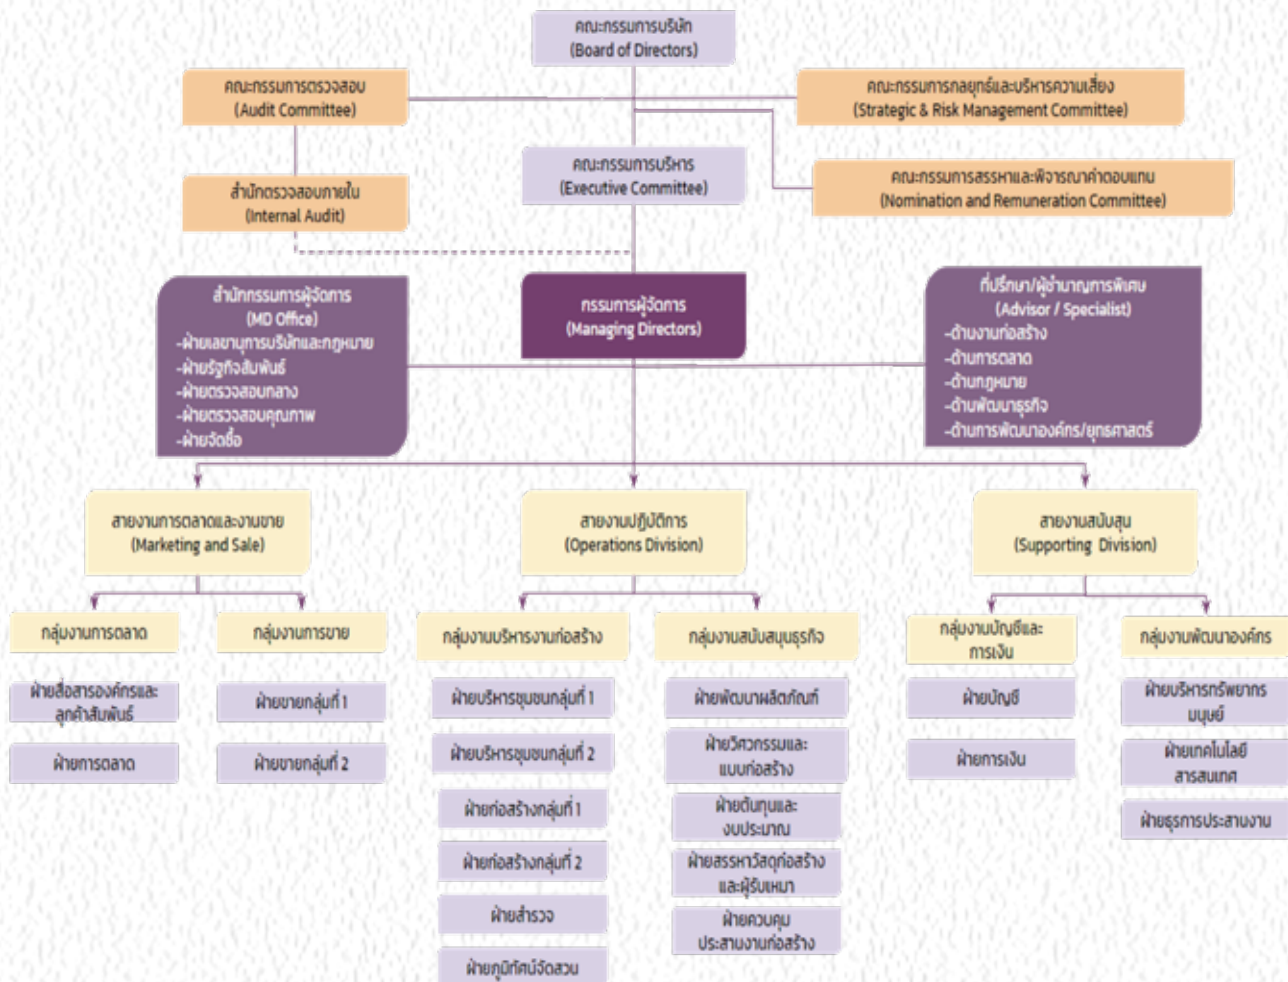 คณะกรรมการบริษัท
(Board of Directors)
คณะกรรมการตรวจสอบ
(Audit Committee)
คณะกรรมการกลยุทธ์และบริหารความเสี่ยง
(Strategic & Risk Management Committee)
คณะกรรมการบริหาร
(Executive Committee)
คณะกรรมการสรรหาและพิจารณาค่าตอบแทน
(Nomination and Remuneration Committee)
สำนักตรวจสอบภายใน
(Internal Audit)
สำนักกรรมการผู้จัดการ
(MD Office)
-ฝ่ายเลขานุการบริษัทและกฎหมาย
-ฝ่ายรัฐกิจสัมพันธ์
-ฝ่ายตรวจสอบกลาง
-ฝ่ายตรวจสอบคุณภาพ
-ฝ่ายจัดซื้อ
กรรมการผู้จัดการ
(Managing Directors)
ที่ปรึกษา/ผู้ชำนาญการพิเศษ
(Advisor / Specialist)
-ด้านงานก่อสร้าง
-ด้านการตลาด
-ด้านกฎหมาย
-ด้านพัฒนาธุรกิจ
-ด้านการพัฒนาองค์กร/ยุทธศาสตร์
สายงานการตลาดและงานขาย
(Marketing and Sale)
สายงานปฏิบัติการ
(Operations Division)
สายงานสนับสุน
(Supporting Division)
กลุ่มงานการตลาด
ฝ่ายสื่อสารองค์กรและ
ลูกค้าสัมพันธ์
ฝ่ายการตลาด
กลุ่มงานการขาย
ฝ่ายขายกลุ่มที่ 1
ฝ่ายขายกลุ่มที่ 2
กลุ่มงานบริหารงานก่อสร้าง
ฝ่ายบริหารชุมชนกลุ่มที่ 1
ฝ่ายบริหารชุมชนกลุ่มที่ 2
ฝ่ายก่อสร้างกลุ่มที่ 1
ฝ่ายก่อสร้างกลุ่มที่ 2
ฝ่ายสำรวจ
ฝ่ายภูมิทัศน์จัดสวน
กลุ่มงานสนับสนุนธุรกิจ
ฝ่ายพัฒนาผลิตภัณฑ์
ฝ่ายวิศวกรรมและ
แบบก่อสร้าง
ฝ่ายต้นทุนและ
งบประมาณ
ฝ่ายสรรหาวัสดุก่อสร้าง
และผู้รับเหมา
ฝ่ายควบคุม
ประสานงานก่อสร้าง
กลุ่มงานบัญชีและ
การเงิน
ฝ่ายบัญชี
ฝ่ายการเงิน
กลุ่มงานพัฒนาองค์กร
ฝ่ายบริหารทรัพยากร
มนุษย์
ฝ่ายเทคโนโลยี
สารสนเทศ
ฝ่ายธุรการประสานงาน